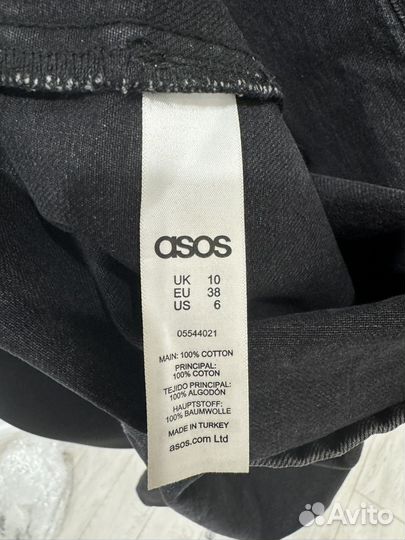 asos
UK 10
EU 38
US 6
05544021
MAIN: 100% COTTON
PRINCIPAL:
100% COTON
TEJIDO PRINCIPAL:
100% ALGODÓN
HAUPTSTOFF:
100% BAUMWOLLE
MADE IN TURKEY
asos.com Ltd
Avito